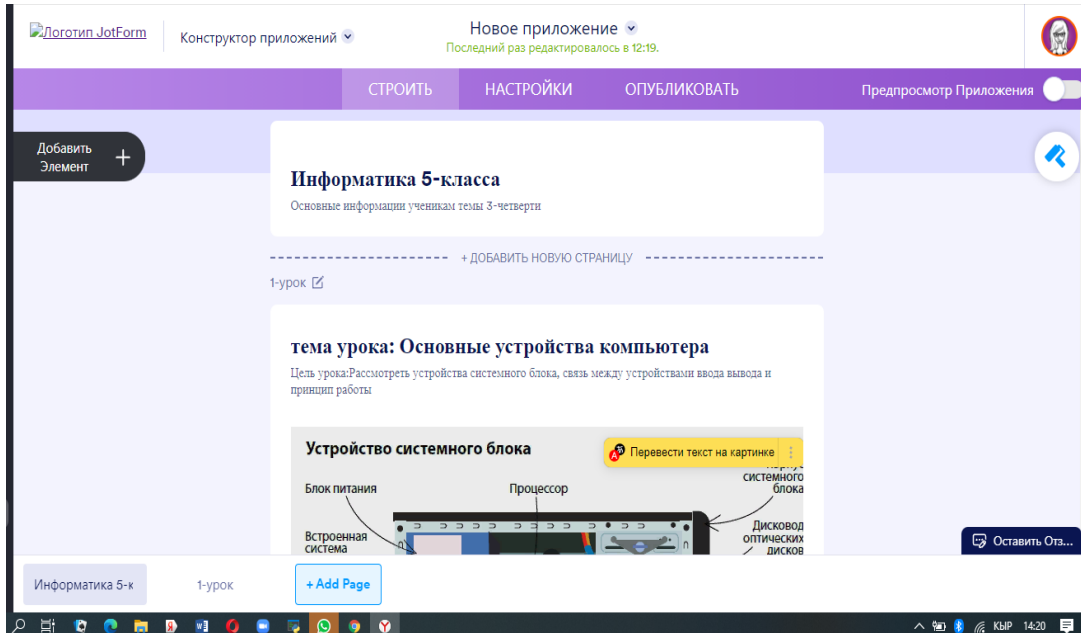 Логотип JotForm
Конструктор приложений
Новое приложение
Последний раз редактировалось в 12:19.
СТРОИТЬ НАСТРОЙКИ ОПУБЛИКОВАТЬ Предпросмотр Приложения
Добавить
Элемент +
Информатика 5-класса
Основные информации ученикам темы 3-четверти
+ ДОБАВИТЬ НОВУЮ СТРАНИЦУ
1-урок
тема урока: Основные устройства компьютера
Цель урока:Рассмотреть устройства системного блока, связь между устройствами ввода вывода и
принцип работы
Устройство системного блока
Перевести текст на картинке
Блок питания
Процессор
системного
блока
Встроенная
система
Дисковод
оптических
дисков
Оставить Отз...
Информатика 5-к 1-урок + Add Page
КЫР 14:20